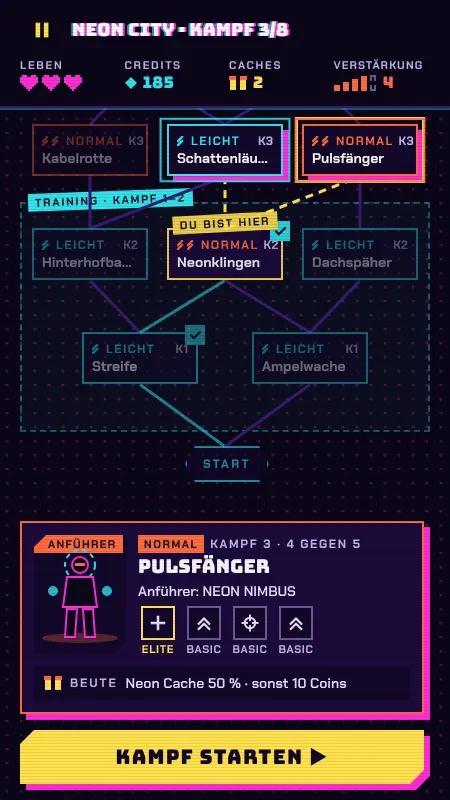 NEON CITY · KAMPF 3/8
LEBEN CREDITS CACHES VERSTÄRKUNG
185 2 4
NORMAL K3 LEICHT K3 NORMAL K3
Kabelrotte Schattenläu... Pulsfänger
TRAINING · KAMPF 1–2
DU BIST HIER
LEICHT K2 NORMAL K2 LEICHT K2
Hinterhofba... Neonklingen Dachspäher
LEICHT K1 LEICHT K1
Streife Ampelwache
START
ANFÜHRER NORMAL KAMPF 3 · 4 GEGEN 5
PULSFÄNGER
Anführer: NEON NIMBUS
ELITE BASIC BASIC BASIC
BEUTE Neon Cache 50 % · sonst 10 Coins
KAMPF STARTEN